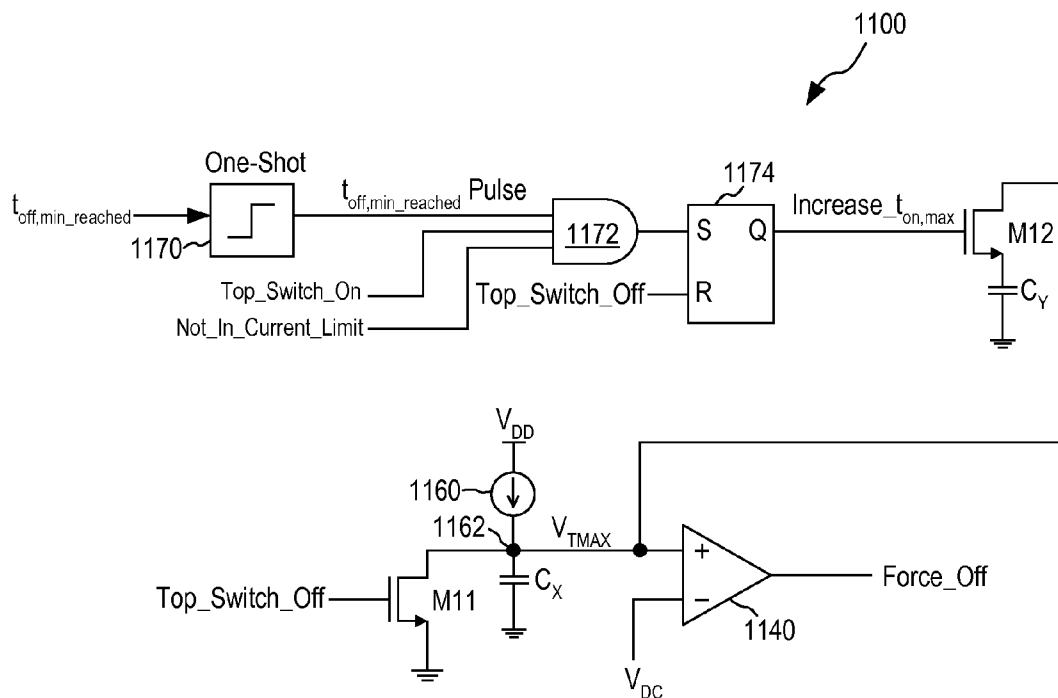 1100
One-Shot
1174
t_off,min_reached
t_off,min_reached Pulse
Increase_t_on,max
1170
1172
S Q
M12
Top_Switch_On
Top_Switch_Off
R
C_Y
Not_In_Current_Limit
V_DD
1160
1162
V_TMAX
+
Top_Switch_Off
M11
C_X
Force_Off
−
1140
V_DC